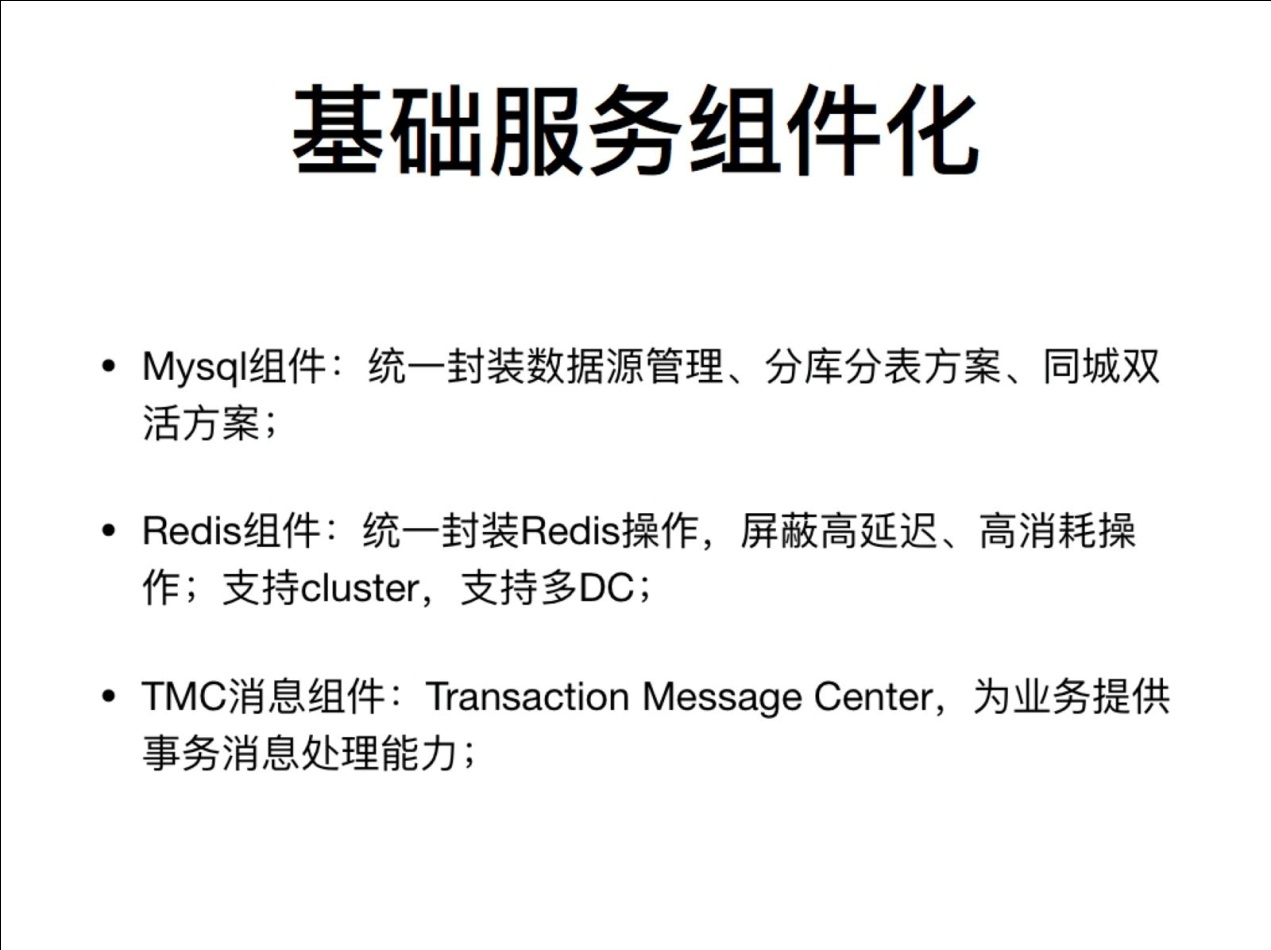 基础服务组件化
• Mysql组件：统一封装数据源管理、分库分表方案、同城双
活方案；
• Redis组件：统一封装Redis操作，屏蔽高延迟、高消耗操
作；支持cluster，支持多DC；
• TMC消息组件：Transaction Message Center，为业务提供
事务消息处理能力；